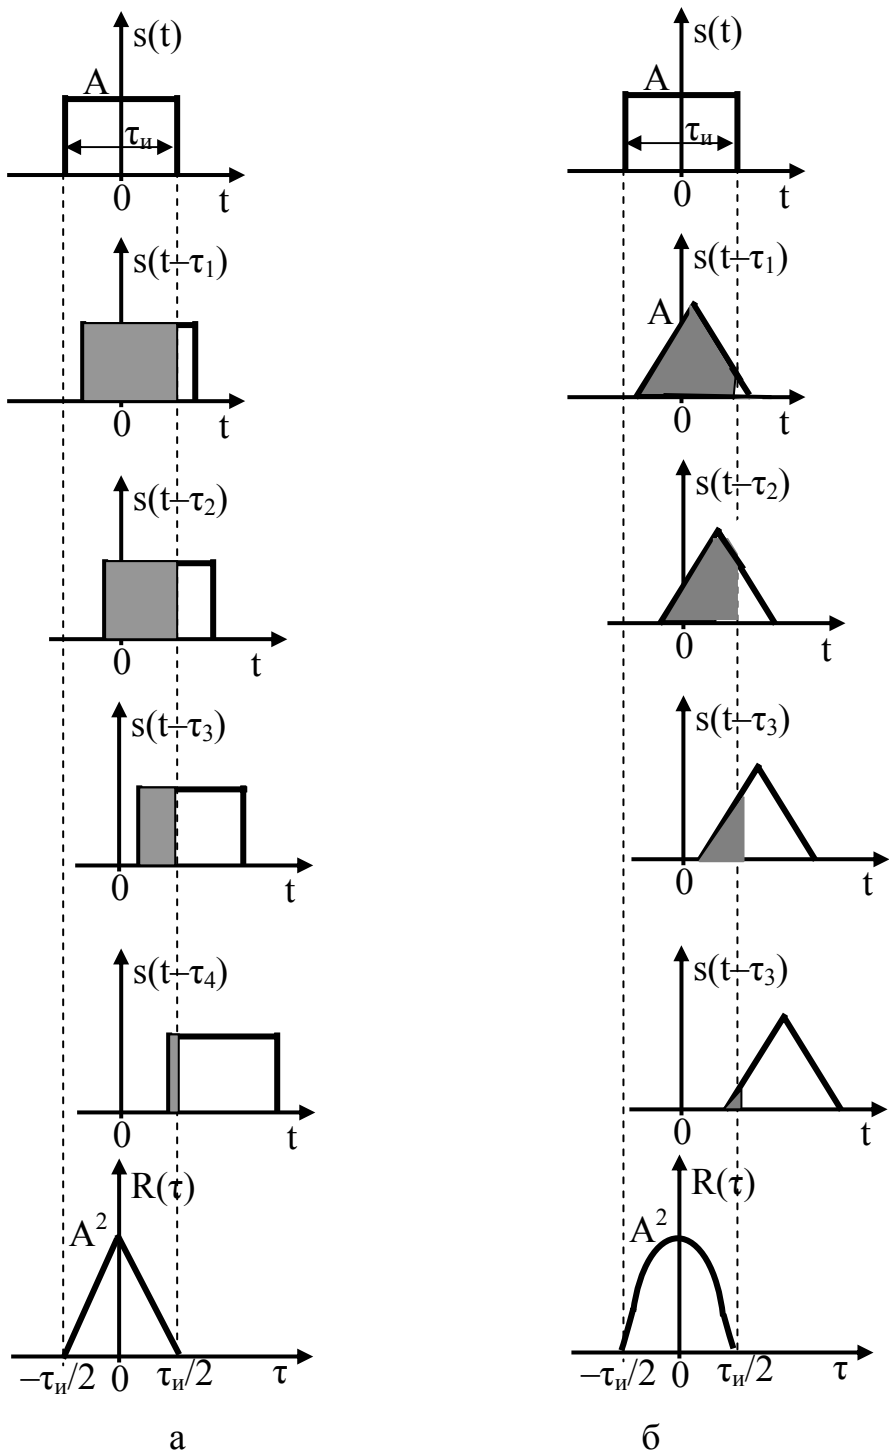 s(t)
A
τи
0
t
s(t–τ1)
0
t
s(t–τ2)
0
t
s(t–τ3)
0
t
s(t–τ4)
0
t
R(τ)
A²
–τи/2
0
τи/2
τ
а
s(t)
A
τи
0
t
s(t–τ1)
A
0
t
s(t–τ2)
0
t
s(t–τ3)
0
t
s(t–τ3)
0
t
R(τ)
A²
–τи/2
0
τи/2
τ
б